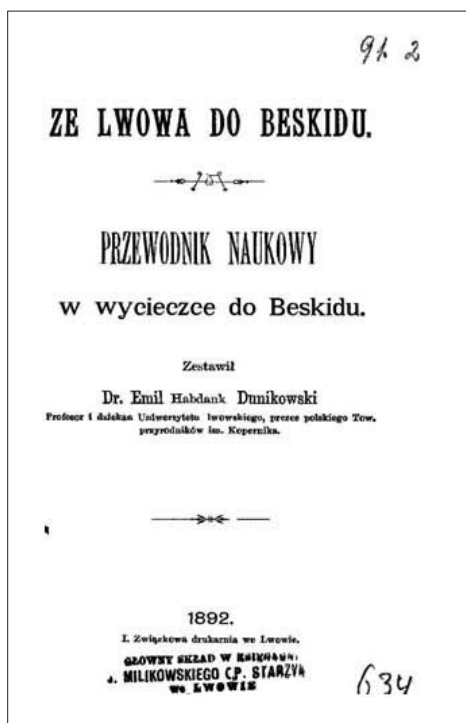 91. 2
ZE LWOWA DO BESKIDU.
PRZEWODNIK NAUKOWY
w wycieczce do Beskidu.
Zestawił
Dr. Emil Habdank Dunikowski
Profesor i dziekan Uniwersytetu lwowskiego, prezes polskiego Tow.
przyrodników im. Kopernika.
1892.
I. Związkowa drukarnia we Lwowie.
GŁÓWNY SKŁAD W KSIĘGARNI
J. MILIKOWSKIEGO (P. STARZYK
we LWOWIE
634